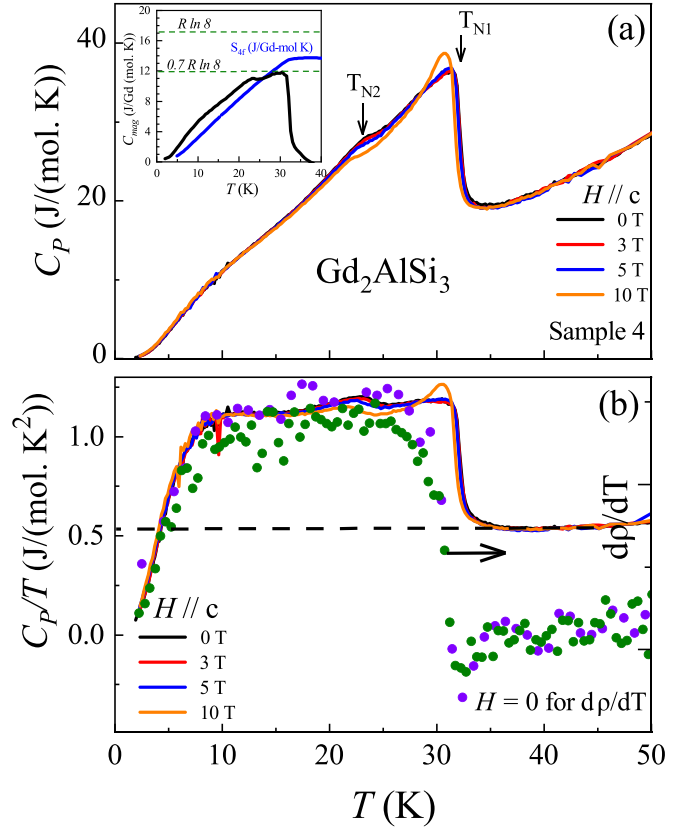 (a)
T_N1
T_N2
C_P (J/(mol. K))
40
20
0
R ln 8
S_4f (J/Gd-mol K)
0.7 R ln 8
C_mag (J/Gd (mol. K))
16
12
8
4
0
0 10 20 30 40
T (K)
H // c
0 T
3 T
5 T
10 T
Gd₂AlSi₃
Sample 4
(b)
C_P/T (J/(mol. K²))
1.0
0.5
0.0
dρ/dT
H // c
0 T
3 T
5 T
10 T
H = 0 for dρ/dT
0 10 20 30 40 50
T (K)